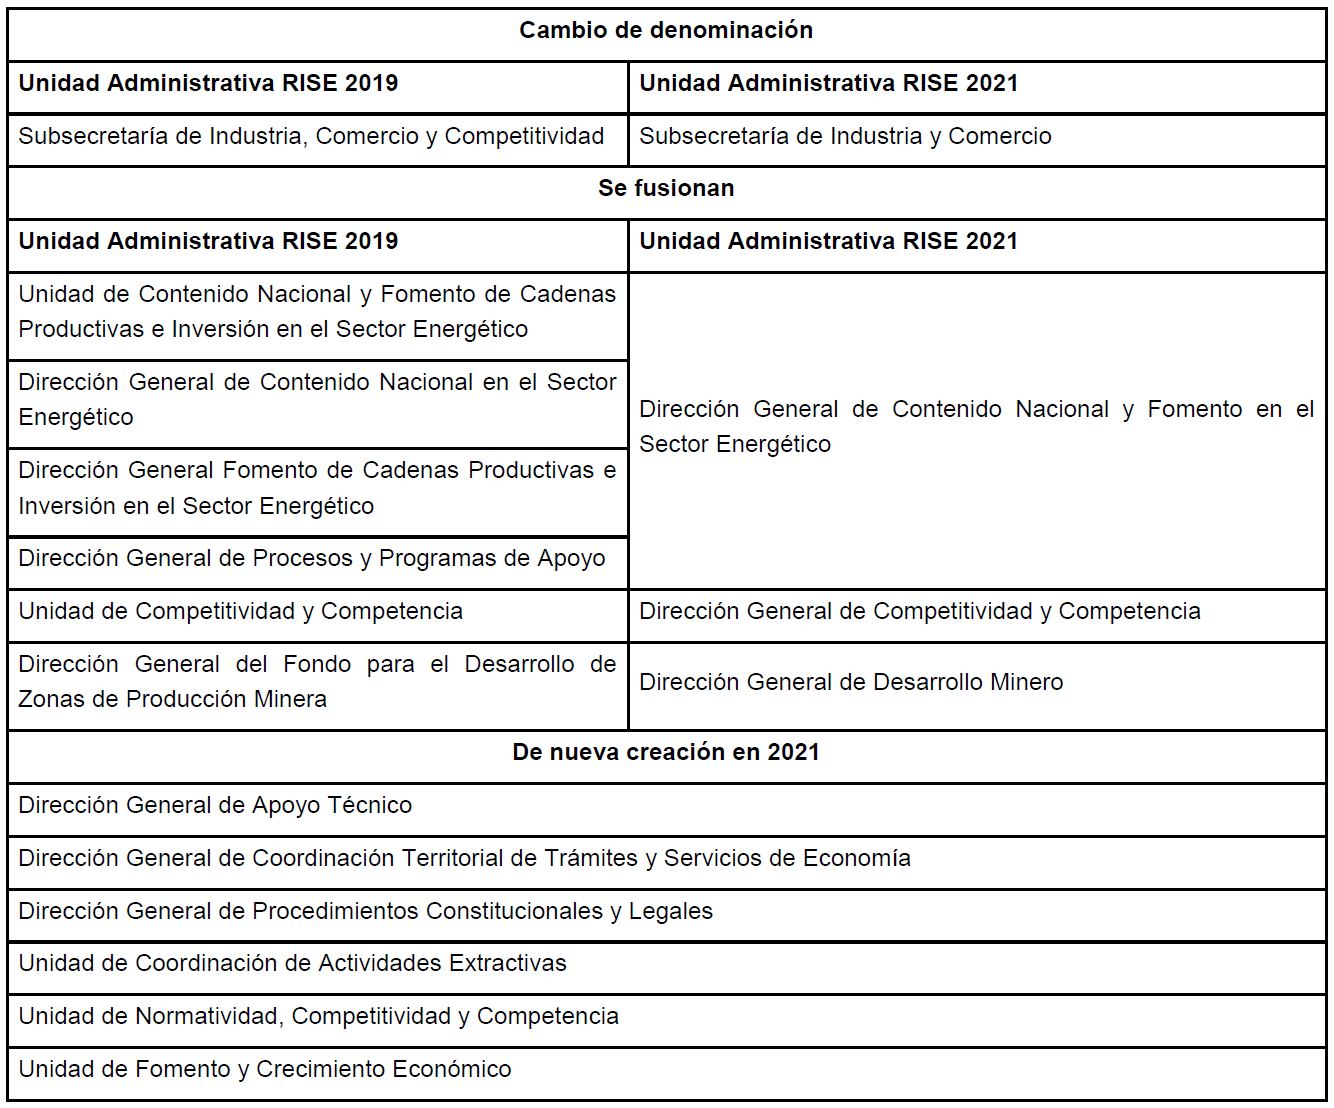 Cambio de denominación
Unidad Administrativa RISE 2019
Unidad Administrativa RISE 2021
Subsecretaría de Industria, Comercio y Competitividad
Subsecretaría de Industria y Comercio
Se fusionan
Unidad Administrativa RISE 2019
Unidad Administrativa RISE 2021
Unidad de Contenido Nacional y Fomento de Cadenas
Productivas e Inversión en el Sector Energético
Dirección General de Contenido Nacional en el Sector
Energético
Dirección General Fomento de Cadenas Productivas e
Inversión en el Sector Energético
Dirección General de Procesos y Programas de Apoyo
Dirección General de Contenido Nacional y Fomento en el
Sector Energético
Unidad de Competitividad y Competencia
Dirección General de Competitividad y Competencia
Dirección General del Fondo para el Desarrollo de
Zonas de Producción Minera
Dirección General de Desarrollo Minero
De nueva creación en 2021
Dirección General de Apoyo Técnico
Dirección General de Coordinación Territorial de Trámites y Servicios de Economía
Dirección General de Procedimientos Constitucionales y Legales
Unidad de Coordinación de Actividades Extractivas
Unidad de Normatividad, Competitividad y Competencia
Unidad de Fomento y Crecimiento Económico